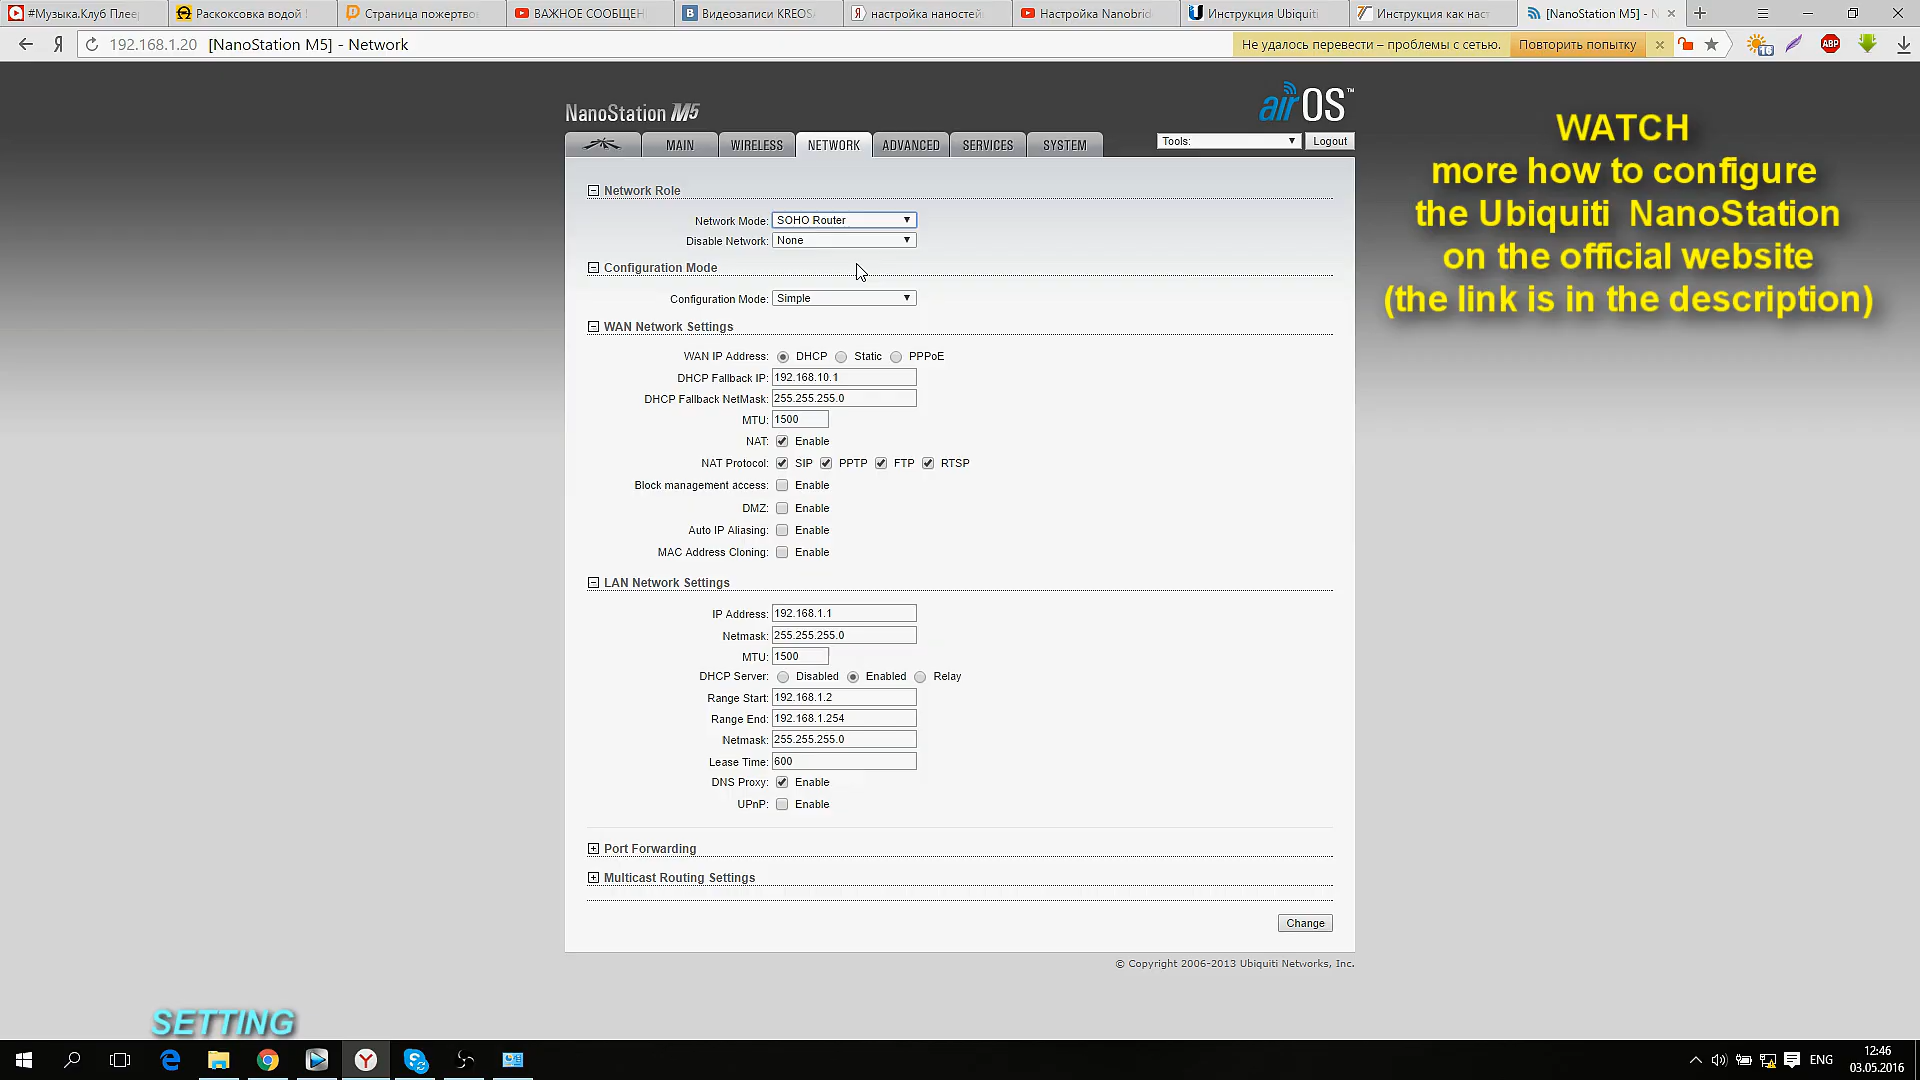 #Музыка.Клуб Плеер
Раскоксовка водой
Страница пожертвов
ВАЖНОЕ СООБЩЕН
Видеозаписи KREOSA
настройка наностей
Настройка Nanobrid
Инструкция Ubiquiti
Инструкция как наст
[NanoStation M5] - N
192.168.1.20 [NanoStation M5] - Network
Не удалось перевести – проблемы с сетью.
Повторить попытку
16
ABP
NanoStation M5
airOS™
MAIN
WIRELESS
NETWORK
ADVANCED
SERVICES
SYSTEM
Tools:
Logout
WATCH
more how to configure
the Ubiquiti NanoStation
on the official website
(the link is in the description)
Network Role
Network Mode: SOHO Router
Disable Network: None
Configuration Mode
Configuration Mode: Simple
WAN Network Settings
WAN IP Address: DHCP Static PPPoE
DHCP Fallback IP: 192.168.10.1
DHCP Fallback NetMask: 255.255.255.0
MTU: 1500
NAT: Enable
NAT Protocol: SIP PPTP FTP RTSP
Block management access: Enable
DMZ: Enable
Auto IP Aliasing: Enable
MAC Address Cloning: Enable
LAN Network Settings
IP Address: 192.168.1.1
Netmask: 255.255.255.0
MTU: 1500
DHCP Server: Disabled Enabled Relay
Range Start: 192.168.1.2
Range End: 192.168.1.254
Netmask: 255.255.255.0
Lease Time: 600
DNS Proxy: Enable
UPnP: Enable
Port Forwarding
Multicast Routing Settings
Change
© Copyright 2006-2013 Ubiquiti Networks, Inc.
SETTING
ENG
12:46
03.05.2016